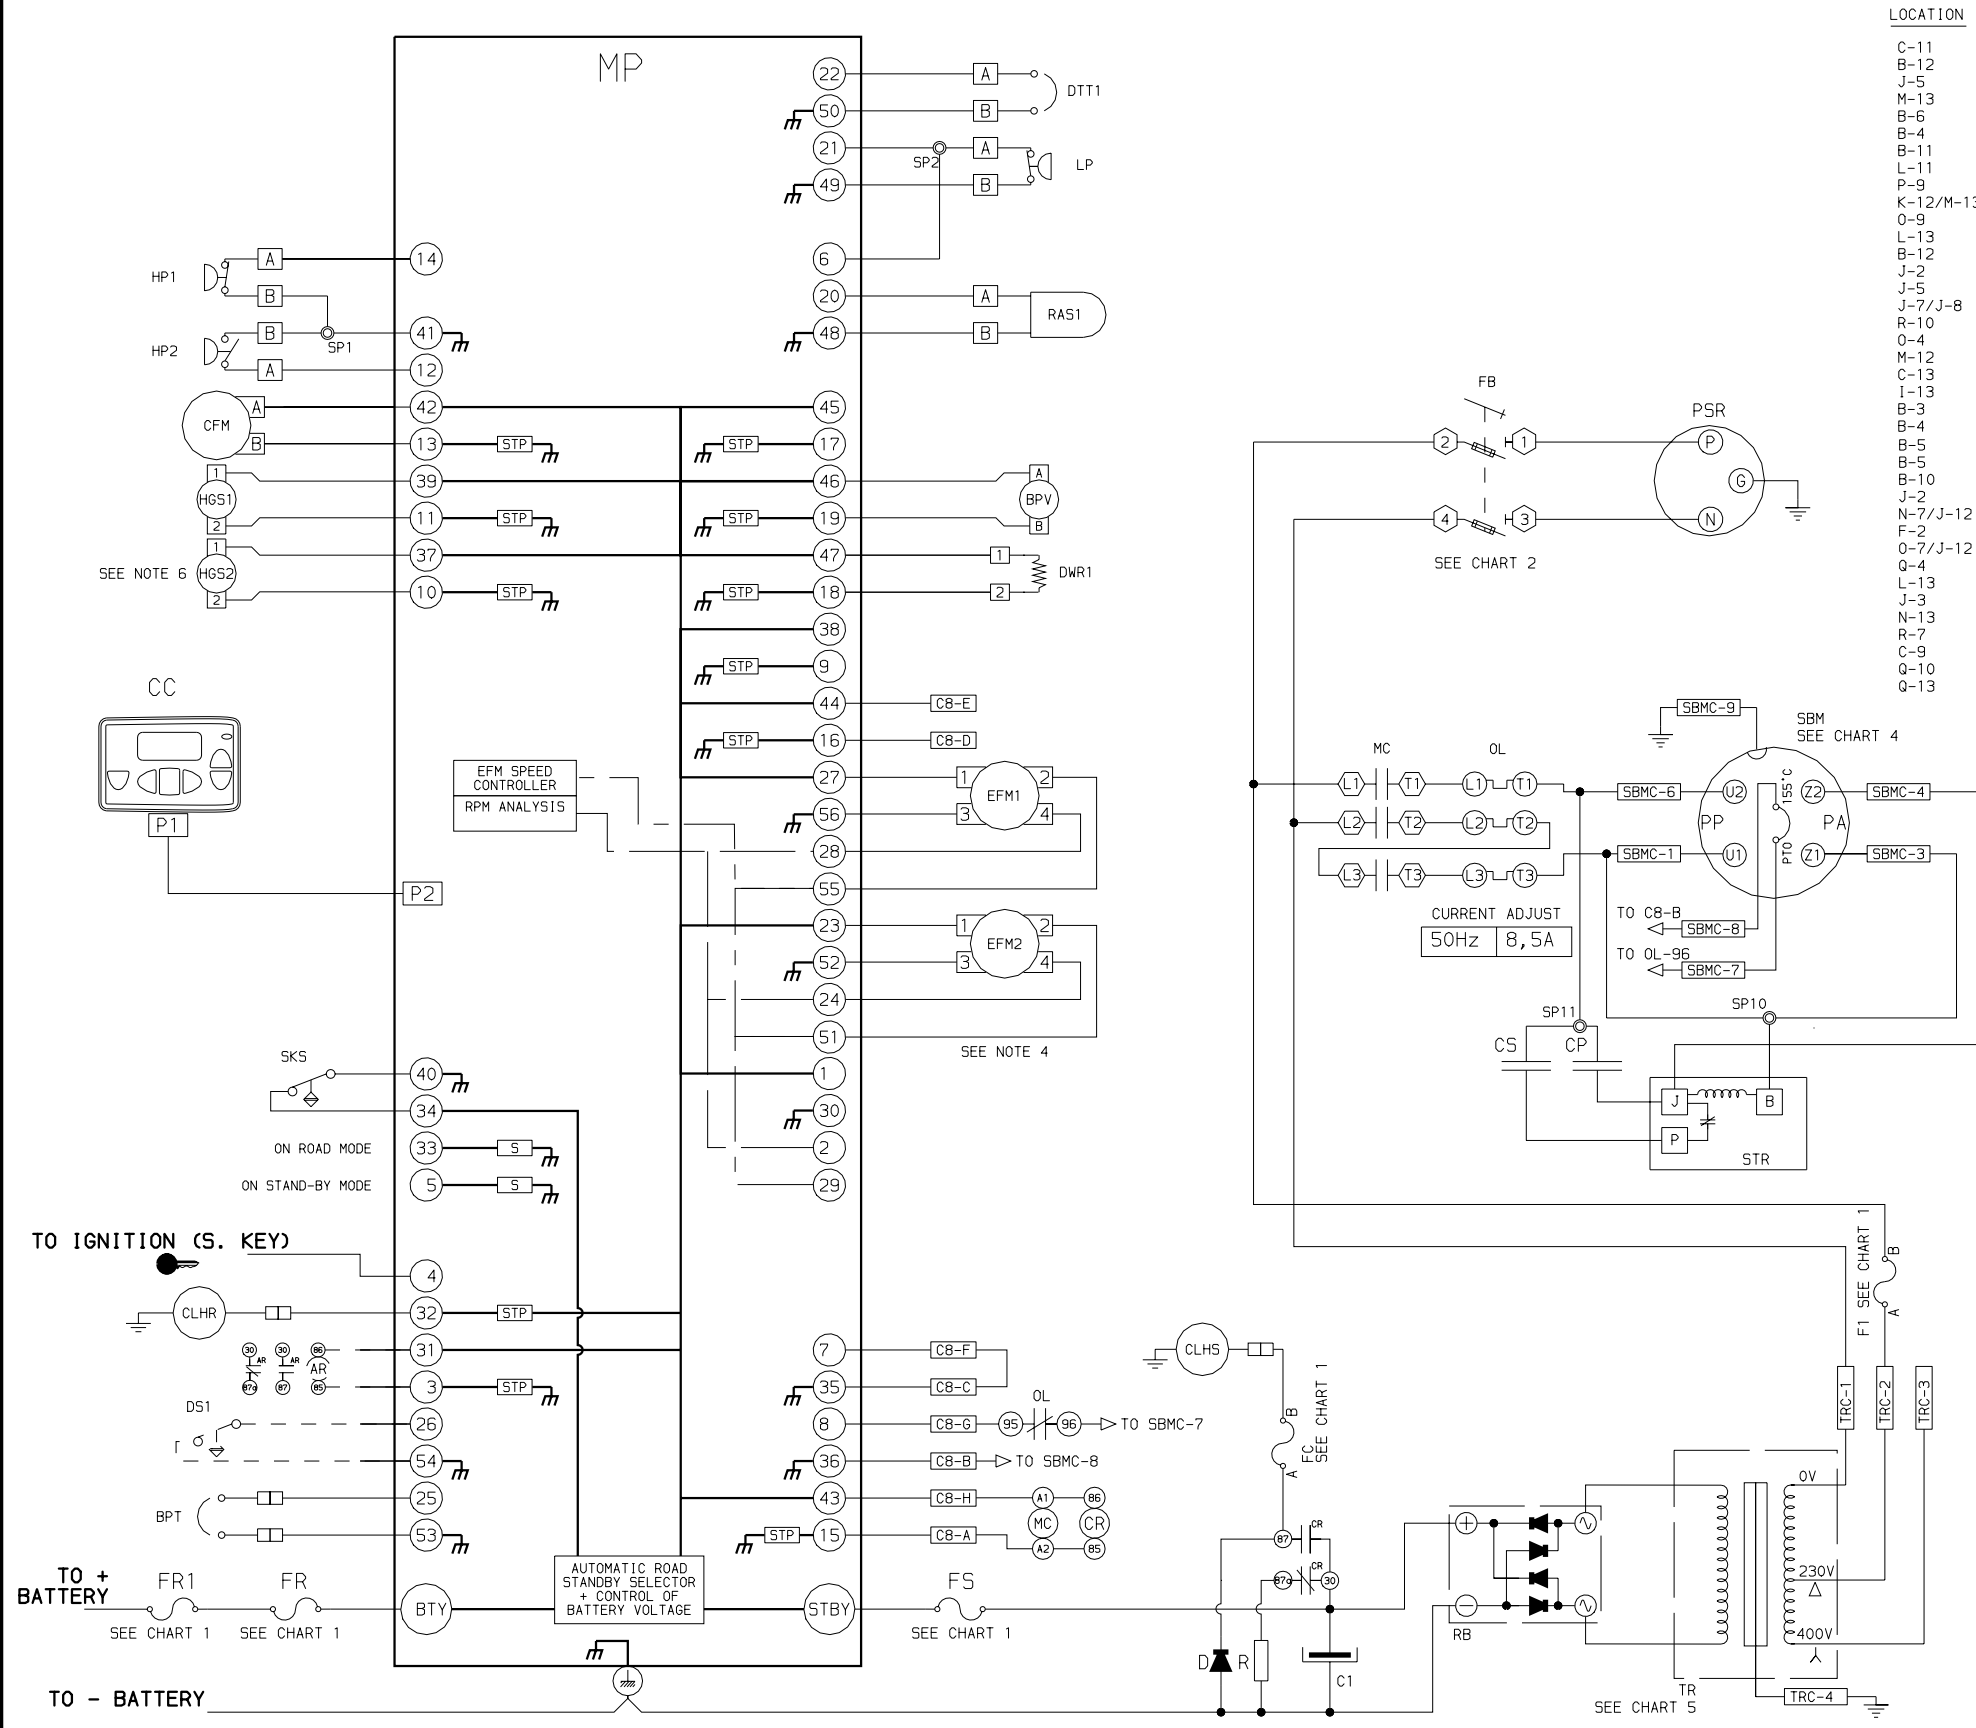 LOCATION
C-11
B-12
J-5
M-13
B-6
B-4
B-11
L-11
P-9
K-12/M-13
O-9
L-13
B-12
J-2
J-5
J-7/J-8
R-10
O-4
M-12
C-13
I-13
B-3
B-4
B-5
B-5
B-10
J-2
N-7/J-12
F-2
O-7/J-12
Q-4
L-13
J-3
N-13
R-7
C-9
Q-10
Q-13
MP
22 A DTT1
50 B
21 SP2 A LP
49 B
6
20 A RAS1
48 B
HP1 A 14
B
HP2 B SP1 41
A 12
CFM A 42 45
B 13 STP STP 17
HGS1 1 39 46 A BPV
2 11 STP STP 19 B
SEE NOTE 6 HGS2 1 37 47 1 DWR1
2 10 STP STP 18 2
38
STP 9
44 C8-E
STP 16 C8-D
CC
P1
P2
EFM SPEED
CONTROLLER
RPM ANALYSIS
27 1 EFM1 2
56 3 4
28
55
23 1 EFM2 2
52 3 4
24
51
SEE NOTE 4
1
30
2
29
SKS
40
34
ON ROAD MODE 33 S
ON STAND-BY MODE 5 S
TO IGNITION (S. KEY)
4
CLHR 32 STP
30 AR 30 AR 86 31
AR
87a 87 85 3 STP
DS1 26
54
BPT 25
53
TO +
BATTERY
FR1 FR
SEE CHART 1 SEE CHART 1
BTY
AUTOMATIC ROAD
STANDBY SELECTOR
+ CONTROL OF
BATTERY VOLTAGE
STBY
TO - BATTERY
7 C8-F
35 C8-C
8 C8-G 95 OL 96 TO SBMC-7
36 C8-B TO SBMC-8
43 C8-H A1 86
MC CR
STP 15 C8-A A2 85
FS
SEE CHART 1
CLHS
FC
SEE CHART 1
B
A
87 CR
87a CR 30
D R C1
FB
2 1
4 3
SEE CHART 2
PSR
P
G
N
MC OL
L1 T1 L1 T1
L2 T2 L2 T2
L3 T3 L3 T3
CURRENT ADJUST
50Hz 8,5A
SBMC-9
SBM
SEE CHART 4
SBMC-6 U2 155°C Z2 SBMC-4
PP PA
SBMC-1 U1 PTO Z1 SBMC-3
TO C8-B
SBMC-8
TO OL-96
SBMC-7
SP10
SP11
CS CP
J B
P
STR
F1 SEE CHART 1
B
A
TRC-1
TRC-2
TRC-3
0V
230V
400V
RB
TR
SEE CHART 5
TRC-4